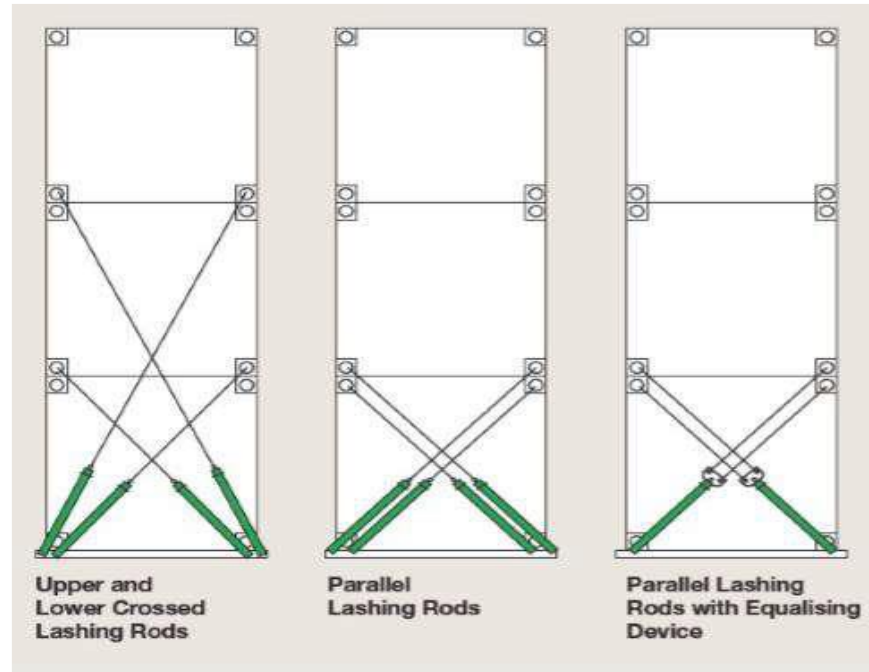 Upper and
Lower Crossed
Lashing Rods
Parallel
Lashing Rods
Parallel Lashing
Rods with Equalising
Device